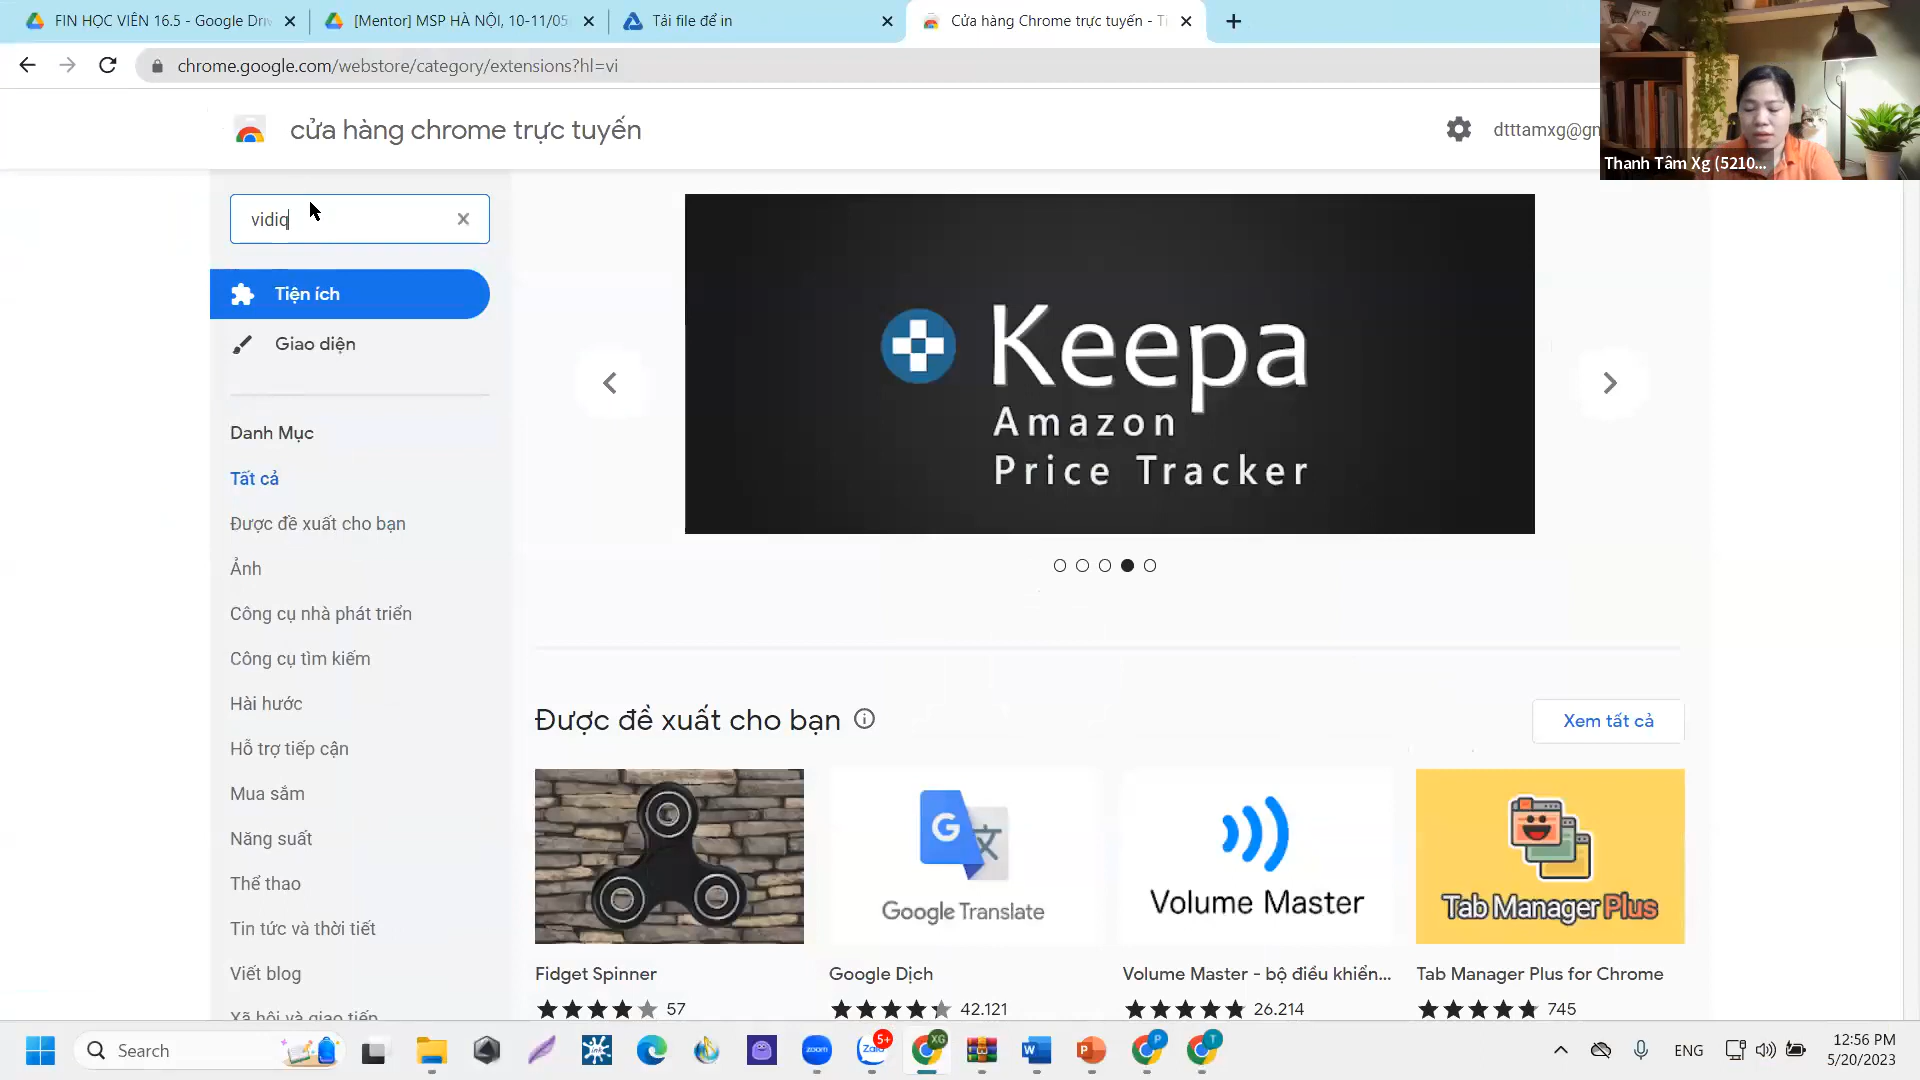 FIN HỌC VIÊN 16.5 - Google Driv
[Mentor] MSP HÀ NỘI, 10-11/05
Tải file để in
Cửa hàng Chrome trực tuyến - Ti
chrome.google.com/webstore/category/extensions?hl=vi
cửa hàng chrome trực tuyến
dtttamxg@gm
Thanh Tâm Xg (5210...
vidiq
Tiện ích
Giao diện
Danh Mục
Tất cả
Được đề xuất cho bạn
Ảnh
Công cụ nhà phát triển
Công cụ tìm kiếm
Hài hước
Hỗ trợ tiếp cận
Mua sắm
Năng suất
Thể thao
Tin tức và thời tiết
Viết blog
Xã hội và giao tiếp
Keepa
Amazon
Price Tracker
Được đề xuất cho bạn
Xem tất cả
Google Translate
Volume Master
Tab Manager Plus
Fidget Spinner
Google Dịch
Volume Master - bộ điều khiển...
Tab Manager Plus for Chrome
57
42.121
26.214
745
Search
zoom
Zalo
5+
XG
P
T
ENG
12:56 PM
5/20/2023